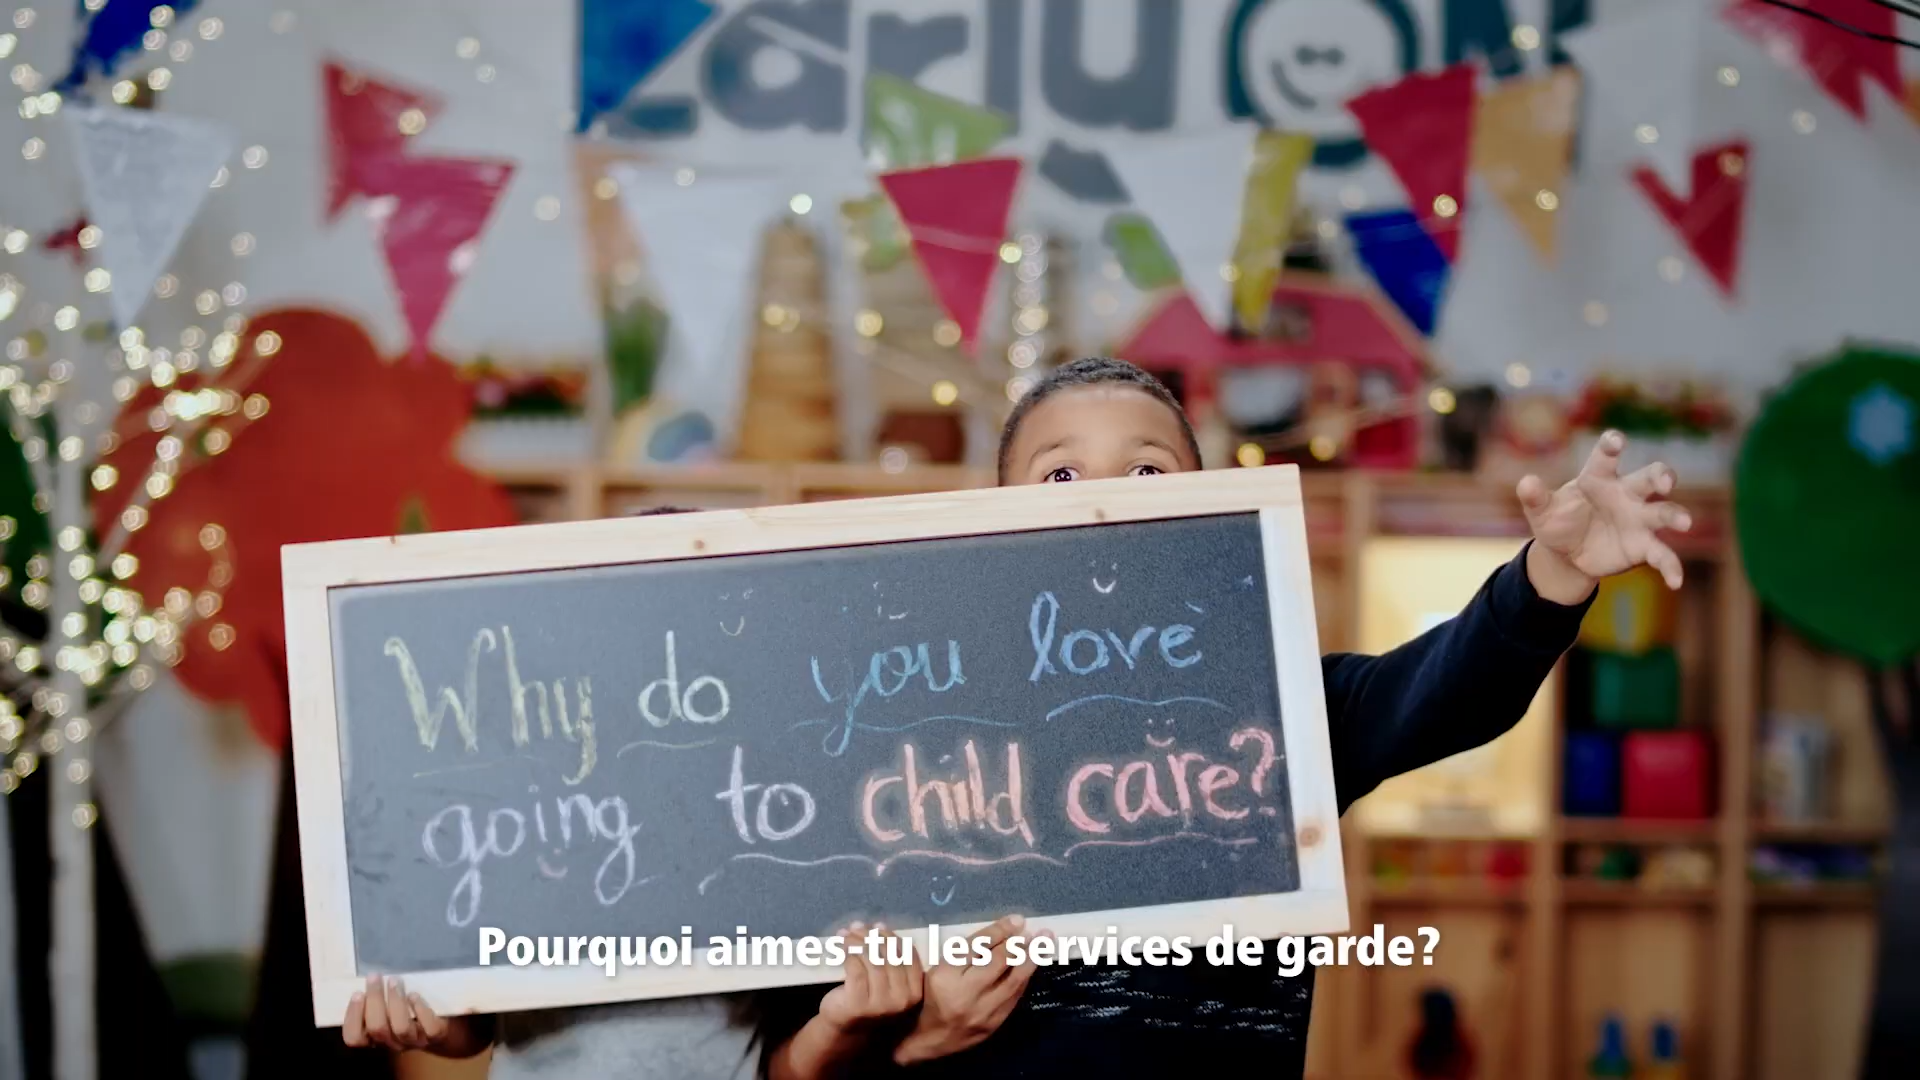 Why do you love
going to child care?
Pourquoi aimes-tu les services de garde?